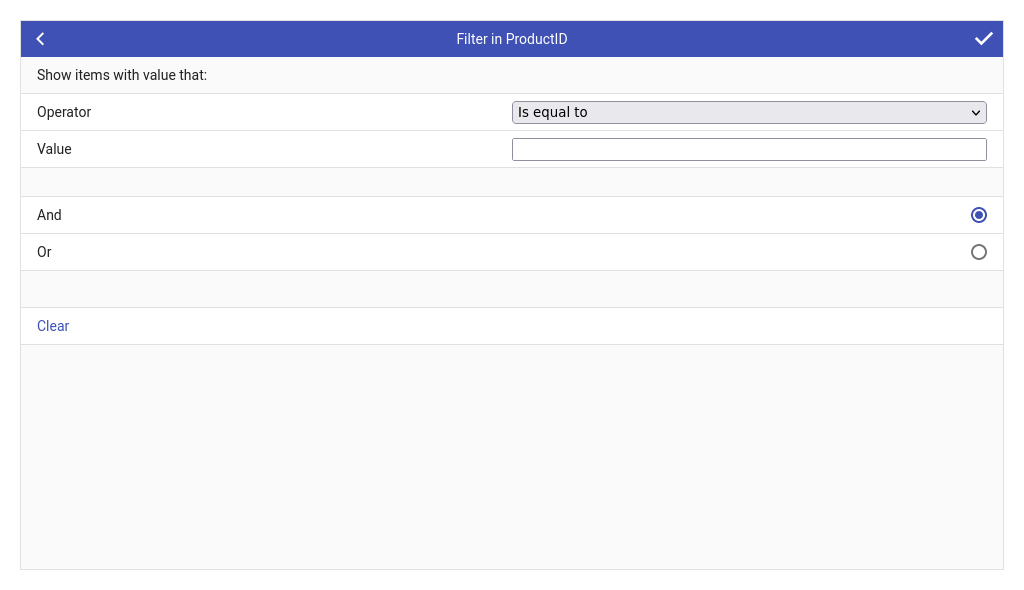 Filter in ProductID
Show items with value that:
Operator
Is equal to
Value
And
Or
Clear